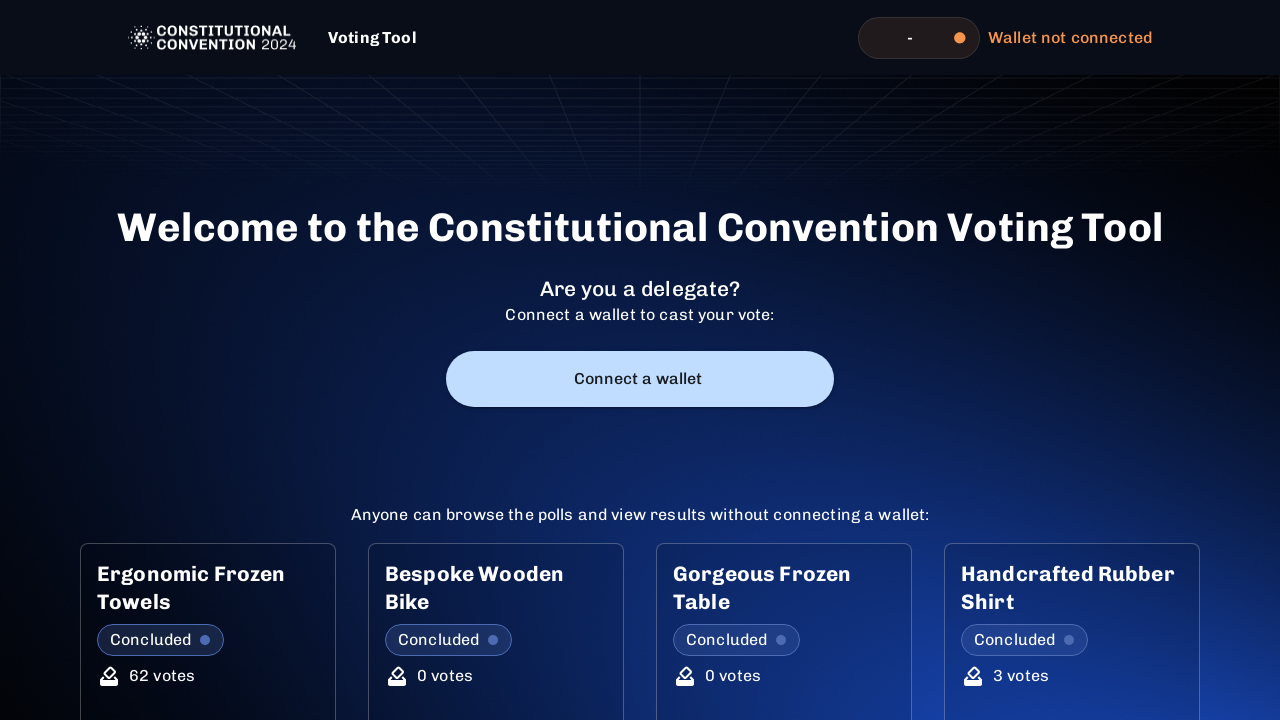 CONSTITUTIONAL
CONVENTION 2024
Voting Tool
-
Wallet not connected
Welcome to the Constitutional Convention Voting Tool
Are you a delegate?
Connect a wallet to cast your vote:
Connect a wallet
Anyone can browse the polls and view results without connecting a wallet:
Ergonomic Frozen
Towels
Concluded
62 votes
Bespoke Wooden
Bike
Concluded
0 votes
Gorgeous Frozen
Table
Concluded
0 votes
Handcrafted Rubber
Shirt
Concluded
3 votes